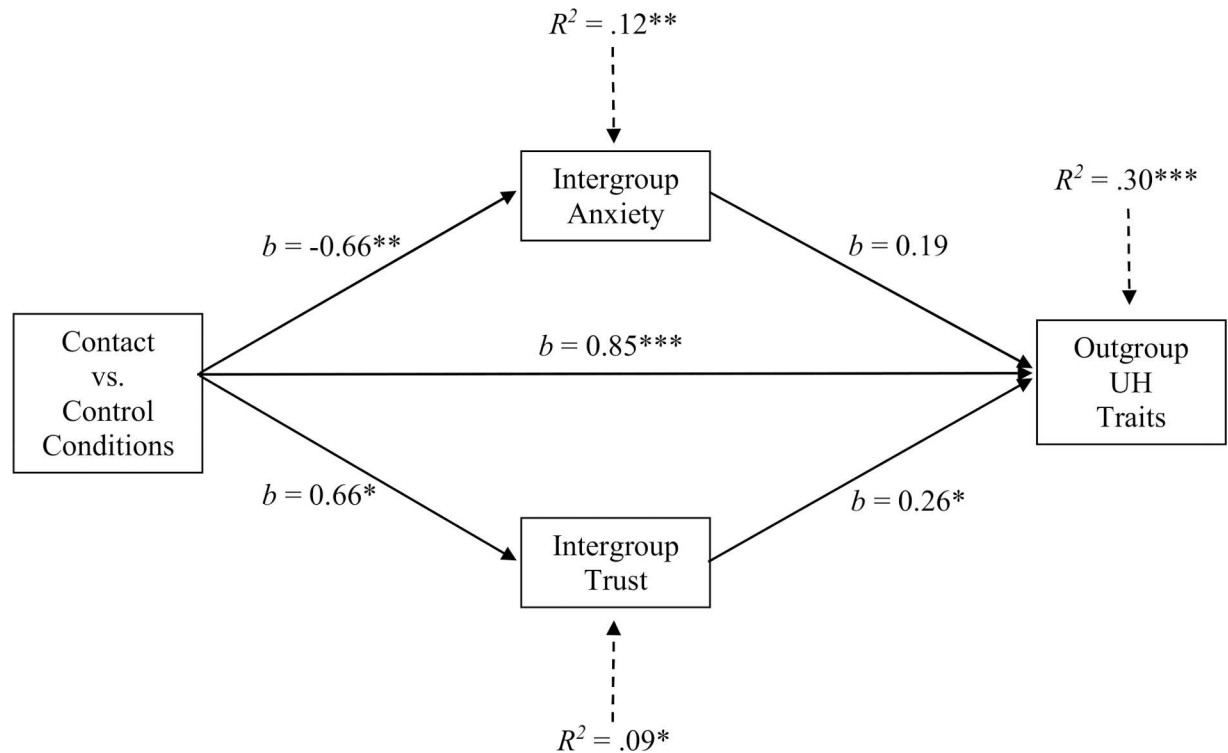 R² = .12**
Intergroup
Anxiety
R² = .30***
b = -0.66**
b = 0.19
Contact
vs.
Control
Conditions
b = 0.85***
Outgroup
UH
Traits
b = 0.66*
b = 0.26*
Intergroup
Trust
R² = .09*